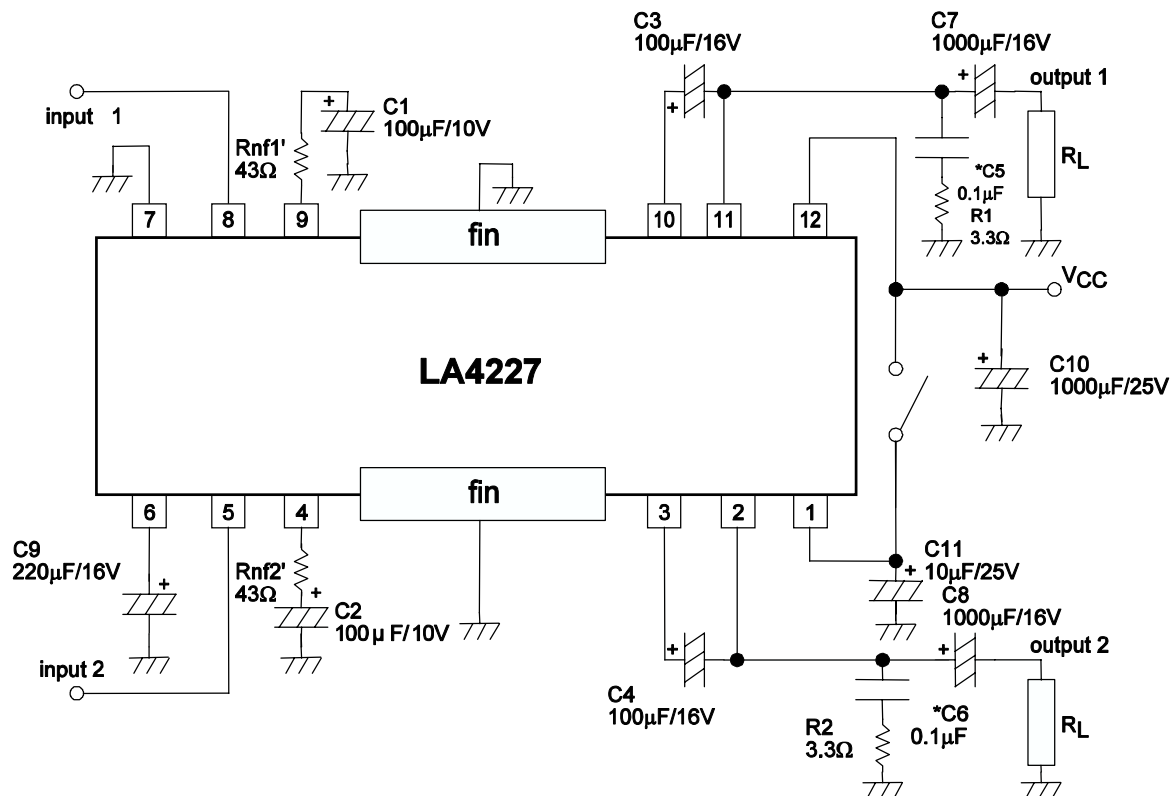 C3
100μF/16V
C7
1000μF/16V
input 1
+
C1
100μF/10V
+
+
output 1
Rnf1'
43Ω
*C5
0.1μF
R1
3.3Ω
RL
7
8
9
fin
10
11
12
VCC
LA4227
+
C10
1000μF/25V
fin
6
5
4
3
2
1
C9
220μF/16V
+
Rnf2'
43Ω
+
C2
100μ F/10V
+
C11
10μF/25V
C8
1000μF/16V
input 2
+
+
output 2
C4
100μF/16V
R2
3.3Ω
*C6
0.1μF
RL